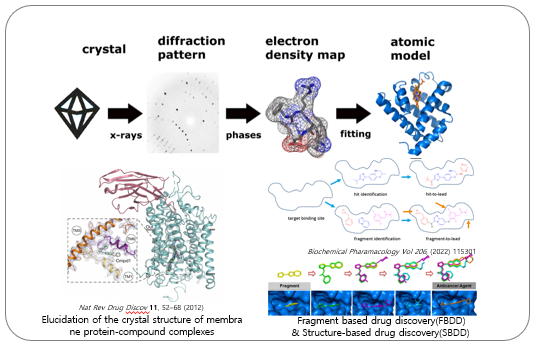 crystal
diffraction
pattern
electron
density map
atomic
model
x-rays
phases
fitting
target binding site
hit identification
hit-to-lead
fragment identification
fragment-to-lead
Biochemical Pharamacology Vol 206, (2022) 115301
Fragment
Anticancer Agent
Nat Rev Drug Discov 11, 52–68 (2012)
Elucidation of the crystal structure of membra
ne protein-compound complexes
Fragment based drug discovery(FBDD)
& Structure-based drug discovery(SBDD)